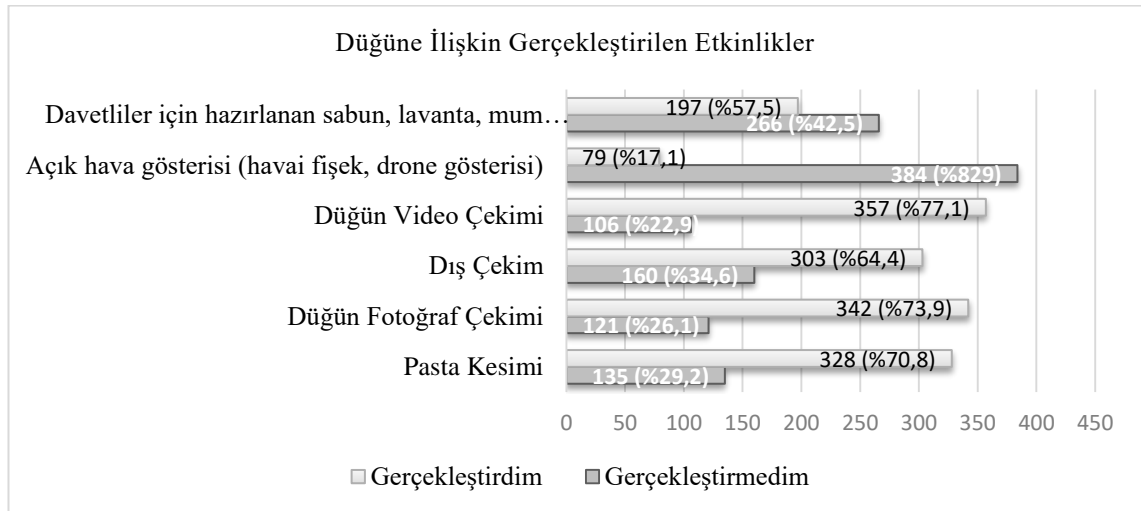 Düğüne İlişkin Gerçekleştirilen Etkinlikler
Davetliler için hazırlanan sabun, lavanta, mum…
197 (%57,5)
266 (%42,5)
Açık hava gösterisi (havai fişek, drone gösterisi)
79 (%17,1)
384 (%829)
Düğün Video Çekimi
357 (%77,1)
106 (%22,9
Dış Çekim
303 (%64,4)
160 (%34,6)
Düğün Fotoğraf Çekimi
342 (%73,9)
121 (%26,1)
Pasta Kesimi
328 (%70,8)
135 (%29,2)
0 50 100 150 200 250 300 350 400 450
Gerçekleştirdim Gerçekleştirmedim